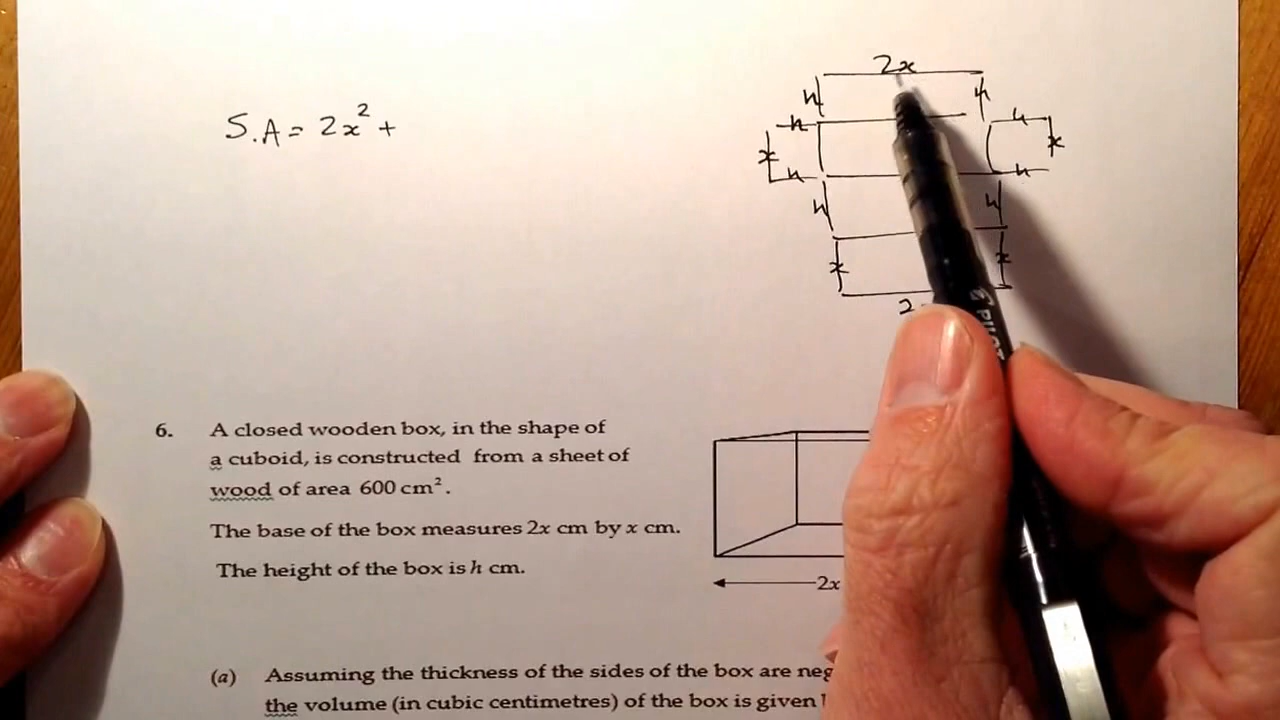 2x
h h
S.A = 2x² +
h h
x x
h h
h h
x x
2
PILOT
6. A closed wooden box, in the shape of
a cuboid, is constructed from a sheet of
wood of area 600 cm².
The base of the box measures 2x cm by x cm.
The height of the box is h cm.
2x
(a) Assuming the thickness of the sides of the box are neg
the volume (in cubic centimetres) of the box is given